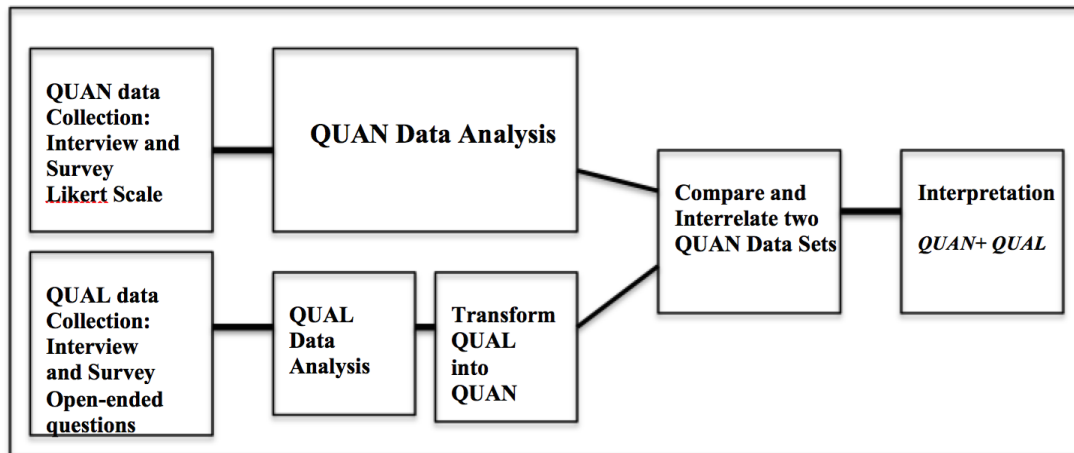 QUAN data
Collection:
Interview and
Survey
Likert Scale
QUAN Data Analysis
QUAL data
Collection:
Interview
and Survey
Open-ended
questions
QUAL
Data
Analysis
Transform
QUAL
into
QUAN
Compare and
Interrelate two
QUAN Data Sets
Interpretation
QUAN+ QUAL